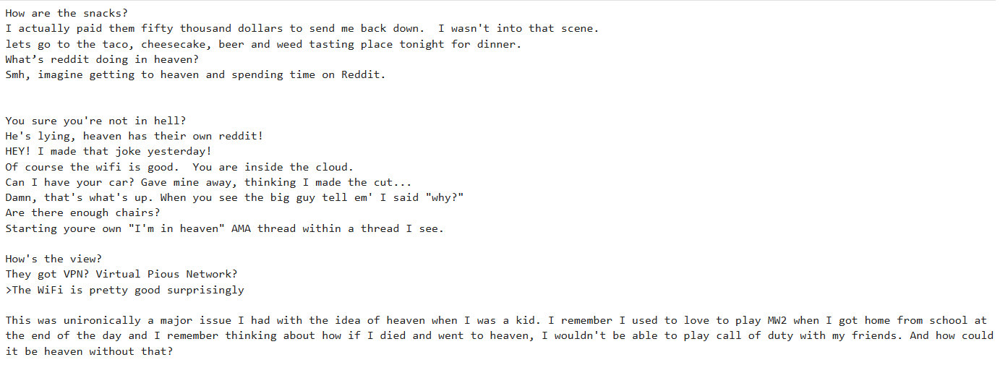 How are the snacks?
I actually paid them fifty thousand dollars to send me back down.  I wasn't into that scene.
lets go to the taco, cheesecake, beer and weed tasting place tonight for dinner.
What’s reddit doing in heaven?
Smh, imagine getting to heaven and spending time on Reddit.
You sure you're not in hell?
He's lying, heaven has their own reddit!
HEY! I made that joke yesterday!
Of course the wifi is good.  You are inside the cloud.
Can I have your car? Gave mine away, thinking I made the cut...
Damn, that's what's up. When you see the big guy tell em' I said "why?"
Are there enough chairs?
Starting youre own "I'm in heaven" AMA thread within a thread I see.
How's the view?
They got VPN? Virtual Pious Network?
>The WiFi is pretty good surprisingly
This was unironically a major issue I had with the idea of heaven when I was a kid. I remember I used to love to play MW2 when I got home from school at
the end of the day and I remember thinking about how if I died and went to heaven, I wouldn't be able to play call of duty with my friends. And how could
it be heaven without that?